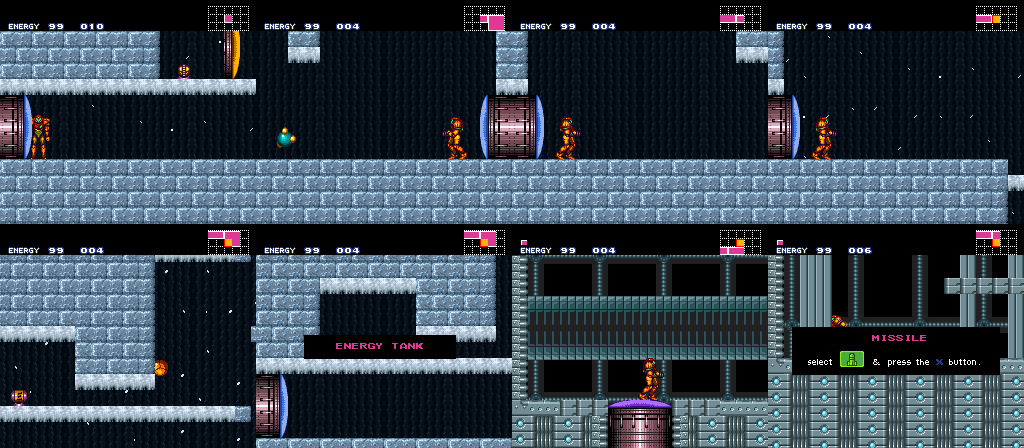 ENERGY 99 010
ENERGY 99 004
ENERGY 99 004
ENERGY 99 004
ENERGY 99 004
ENERGY 99 004
ENERGY TANK
ENERGY 99 004
ENERGY 99 006
MISSILE
select & press the X button.